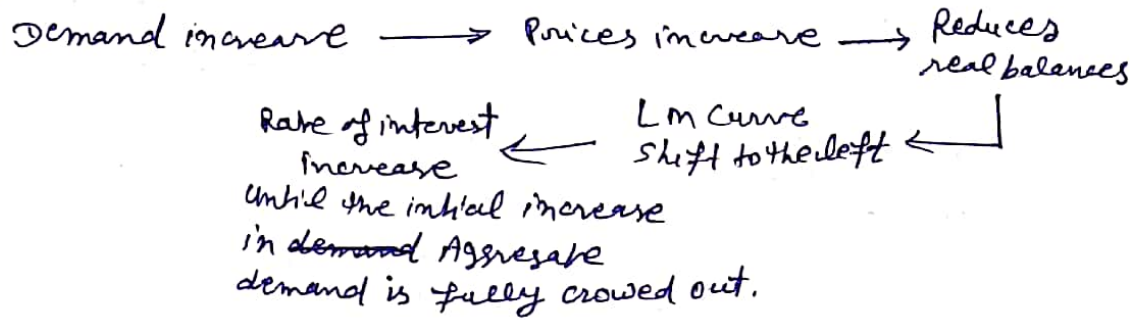 Demand increase → Prices increase → Reduces
real balances
LM Curve
Shift to the left
Rate of interest
increase
until the initial increase
in demand Aggregate
demand is fully crowed out.